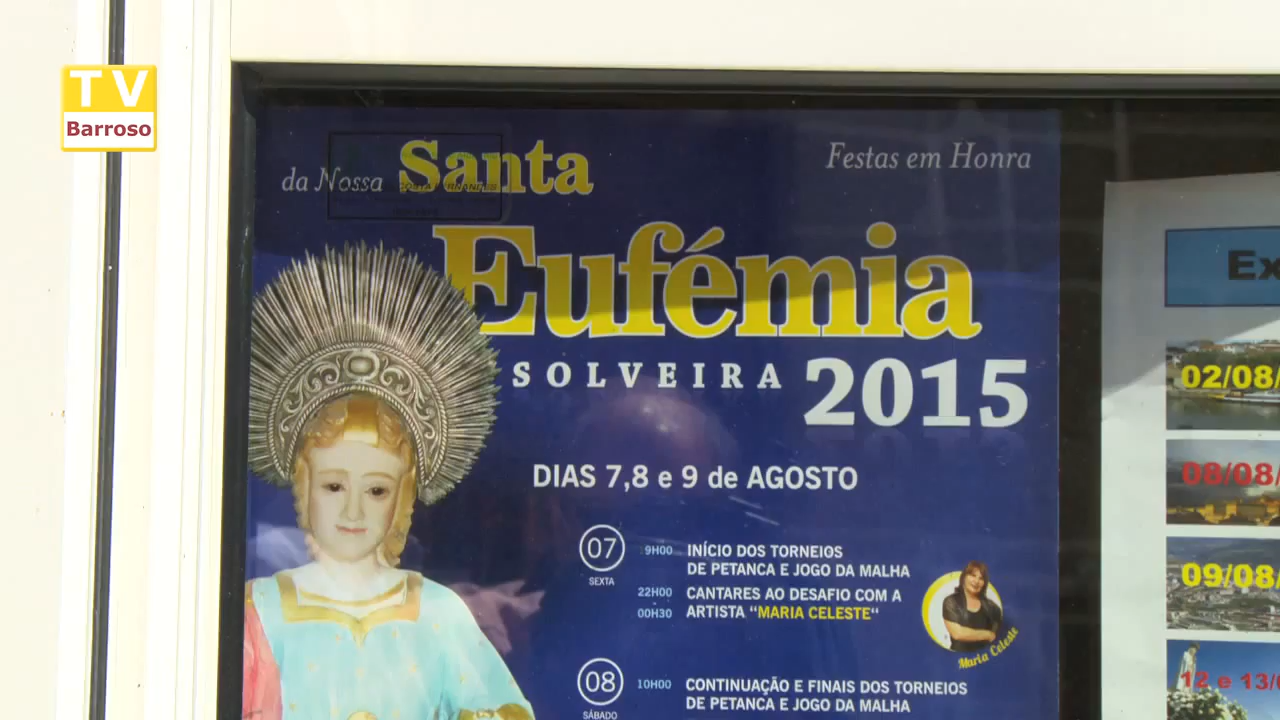 TV
Barroso
Festas em Honra
da Nossa Santa
Eufémia
SOLVEIRA 2015
DIAS 7,8 e 9 de AGOSTO
07
SEXTA
9H00 INÍCIO DOS TORNEIOS
DE PETANCA E JOGO DA MALHA
22H00 CANTARES AO DESAFIO COM A
00H30 ARTISTA “MARIA CELESTE“
Maria Celeste
08
SÁBADO
10H00 CONTINUAÇÃO E FINAIS DOS TORNEIOS
DE PETANCA E JOGO DA MALHA
Ex
02/08/
08/08/
09/08/
12 e 13/